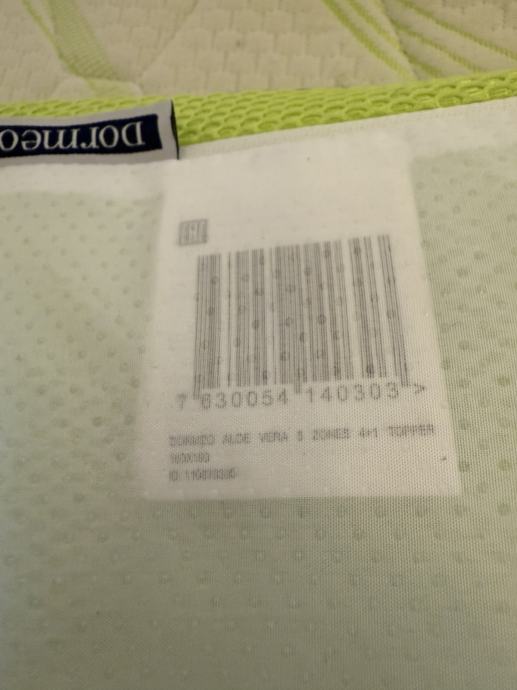 Dormeo
EAC
7 630054 140303 >
DORMEO ALOE VERA 5 ZONES 4+1 TOPPER